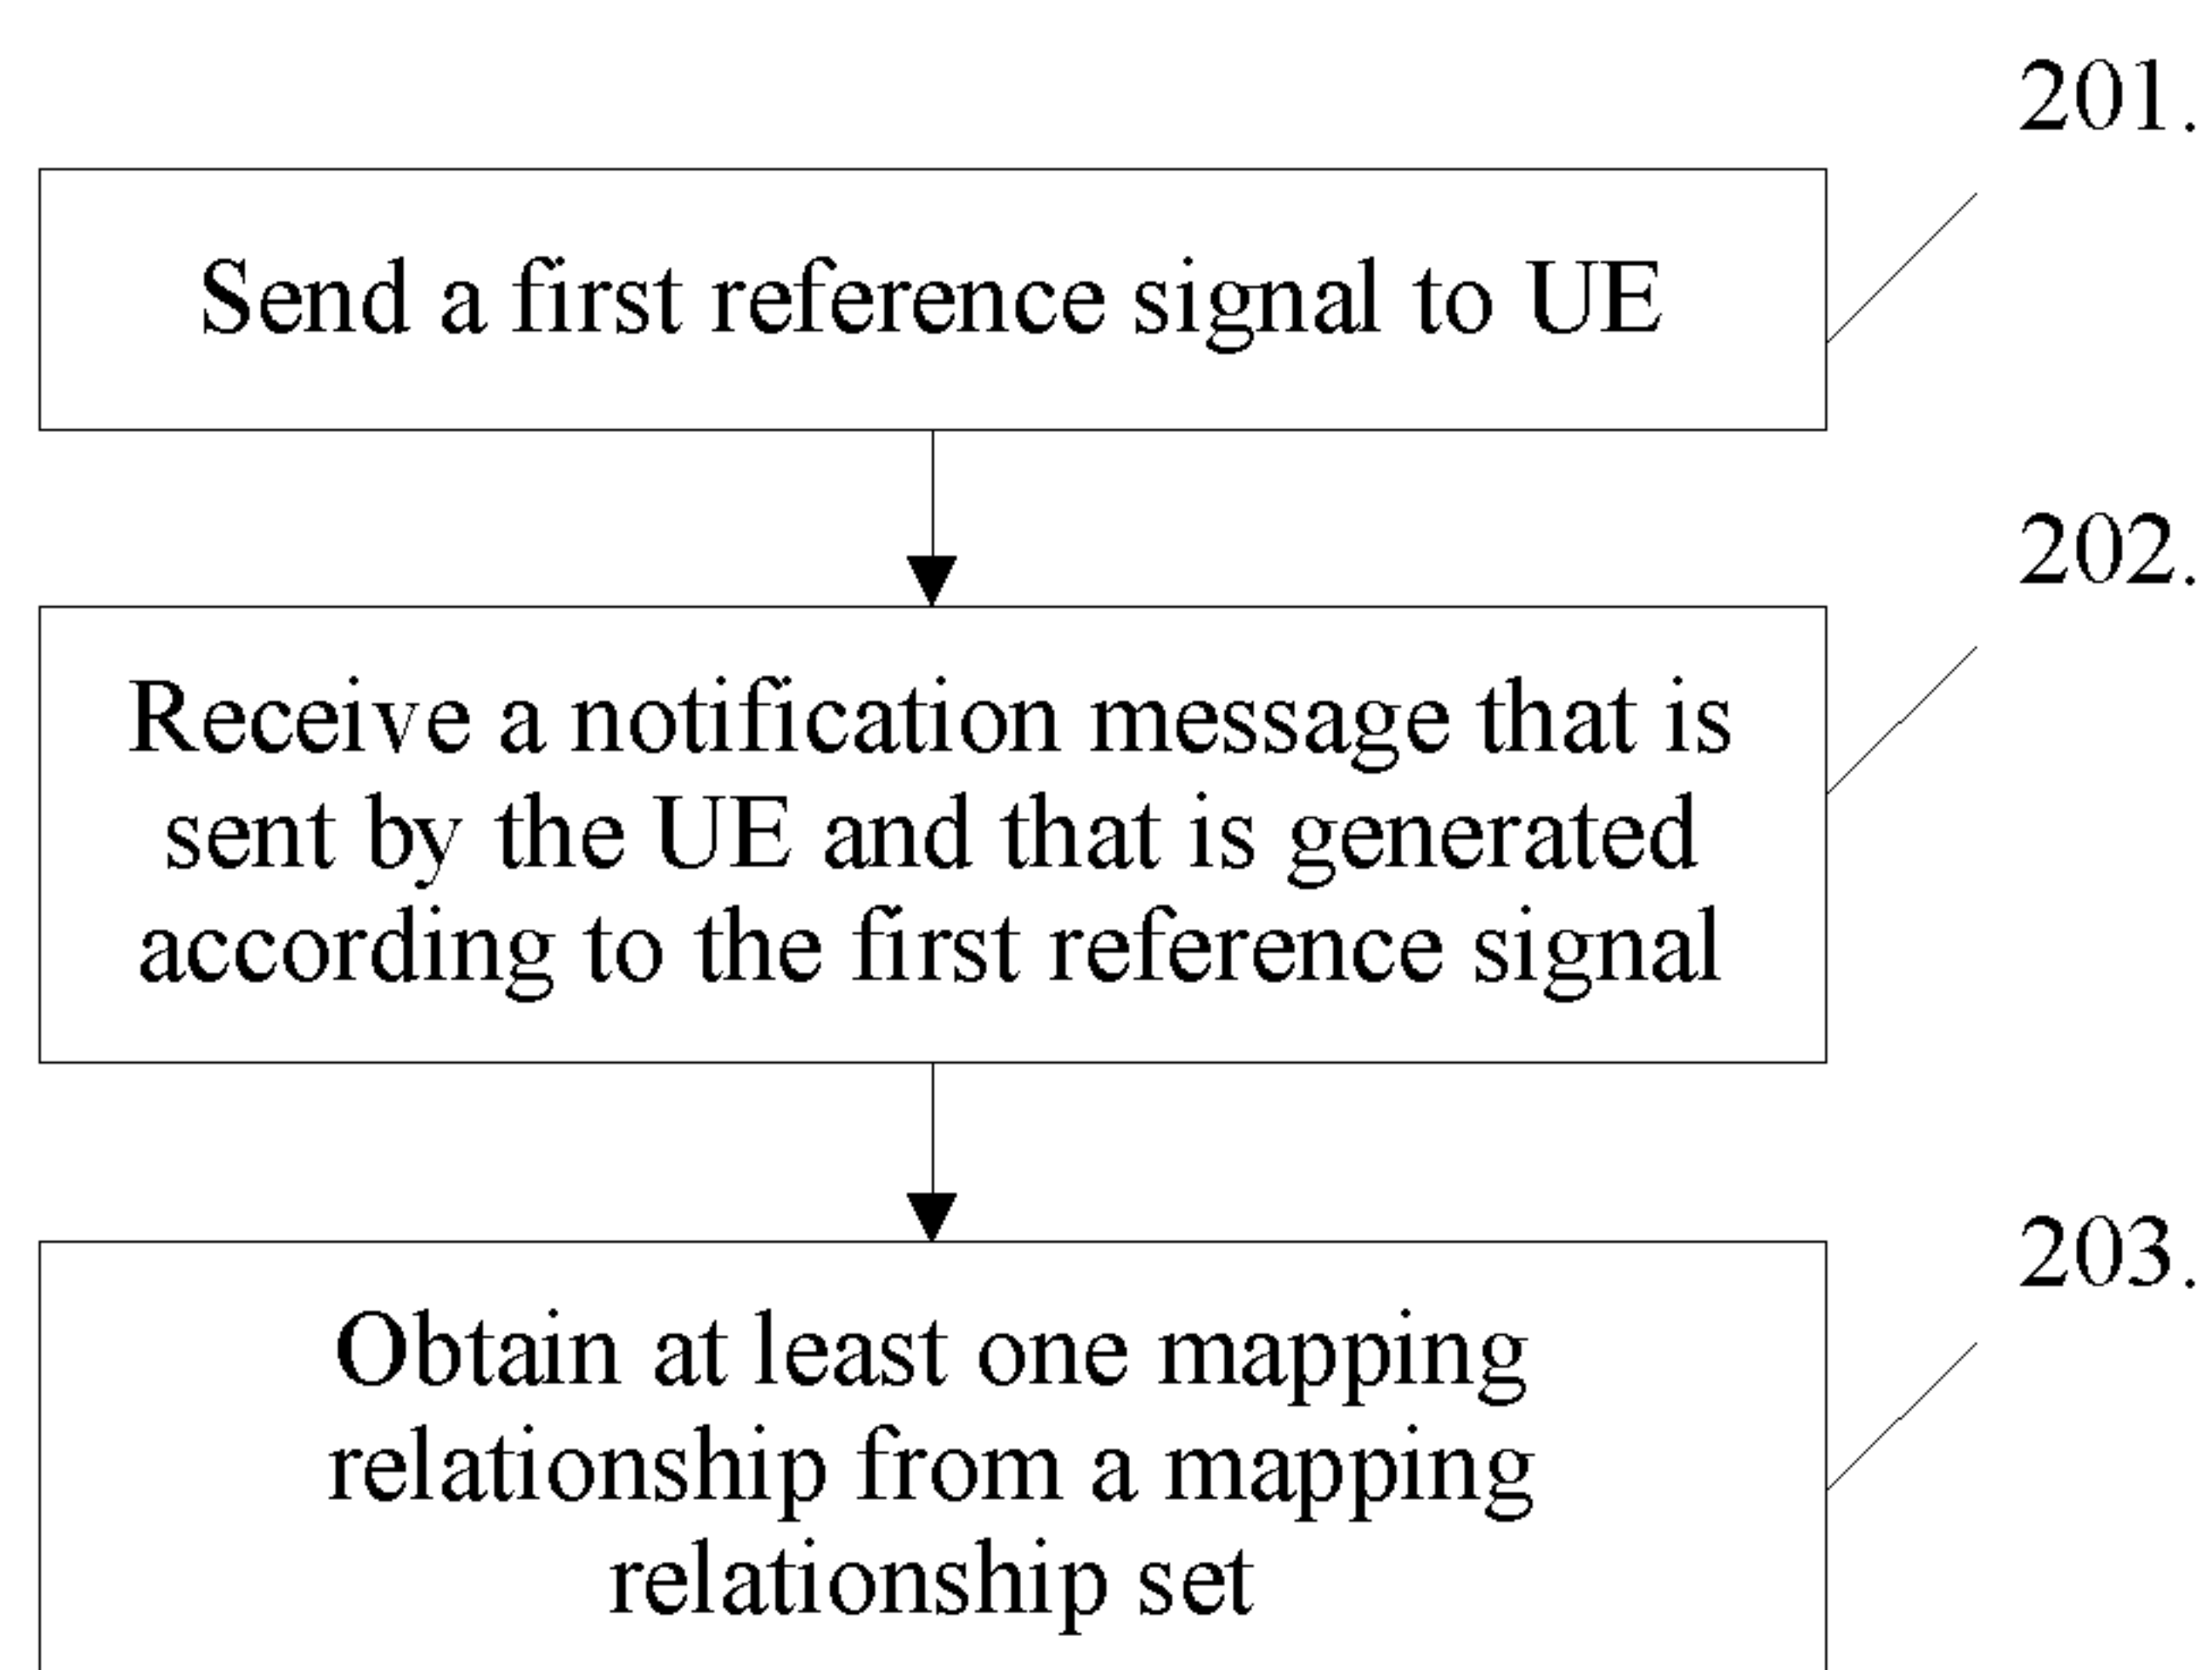 201.
Send a first reference signal to UE
202.
Receive a notification message that is
sent by the UE and that is generated
according to the first reference signal
203.
Obtain at least one mapping
relationship from a mapping
relationship set